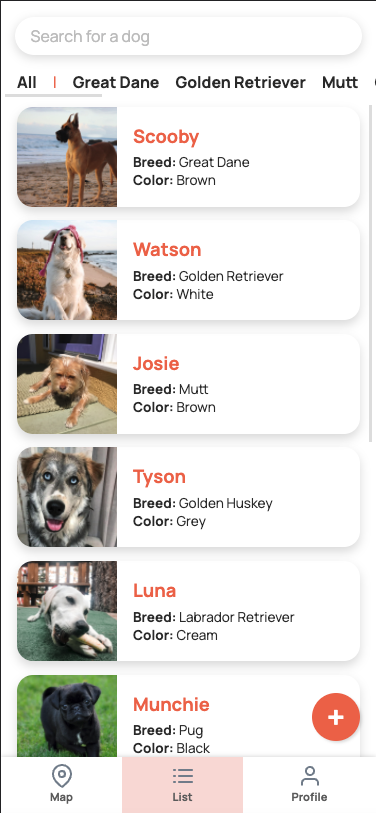 Search for a dog
All | Great Dane Golden Retriever Mutt
Scooby
Breed: Great Dane
Color: Brown
Watson
Breed: Golden Retriever
Color: White
Josie
Breed: Mutt
Color: Brown
Tyson
Breed: Golden Huskey
Color: Grey
Luna
Breed: Labrador Retriever
Color: Cream
Munchie
Breed: Pug
Color: Black
+
Map List Profile